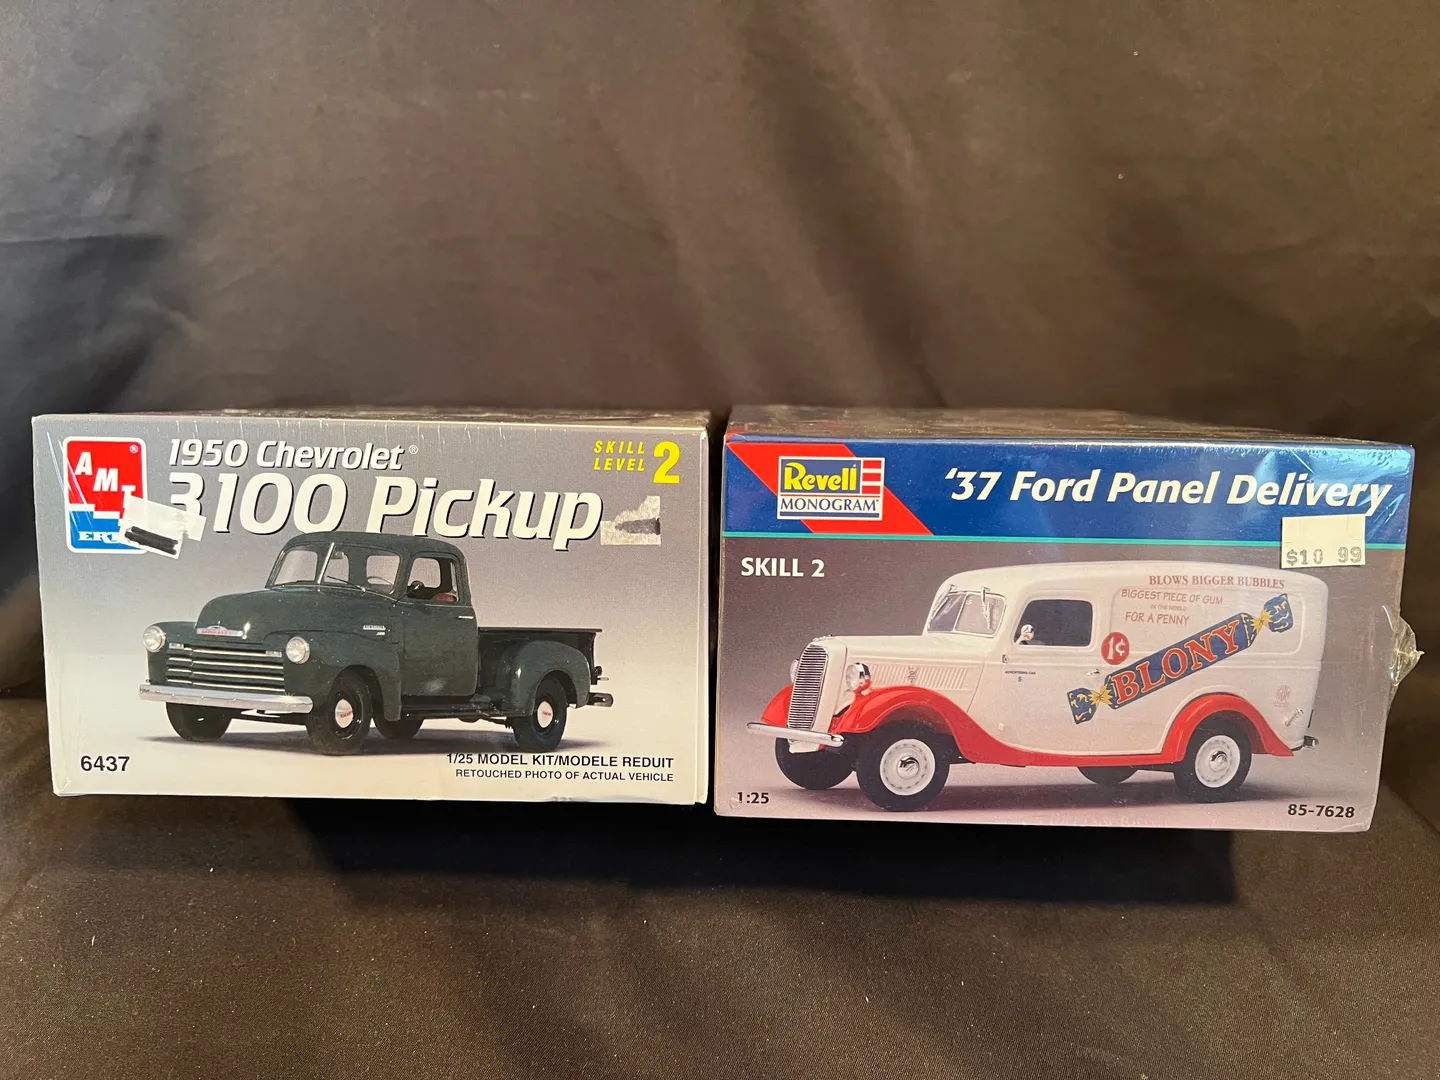 AMT
ERTL
1950 Chevrolet®
3100 Pickup
SKILL
LEVEL 2
6437
1/25 MODEL KIT/MODELE REDUIT
RETOUCHED PHOTO OF ACTUAL VEHICLE
Revell
MONOGRAM
'37 Ford Panel Delivery
$10 99
SKILL 2
BLOWS BIGGER BUBBLES
BIGGEST PIECE OF GUM
IN THE WORLD
FOR A PENNY
1¢
BLONY
1:25
85-7628